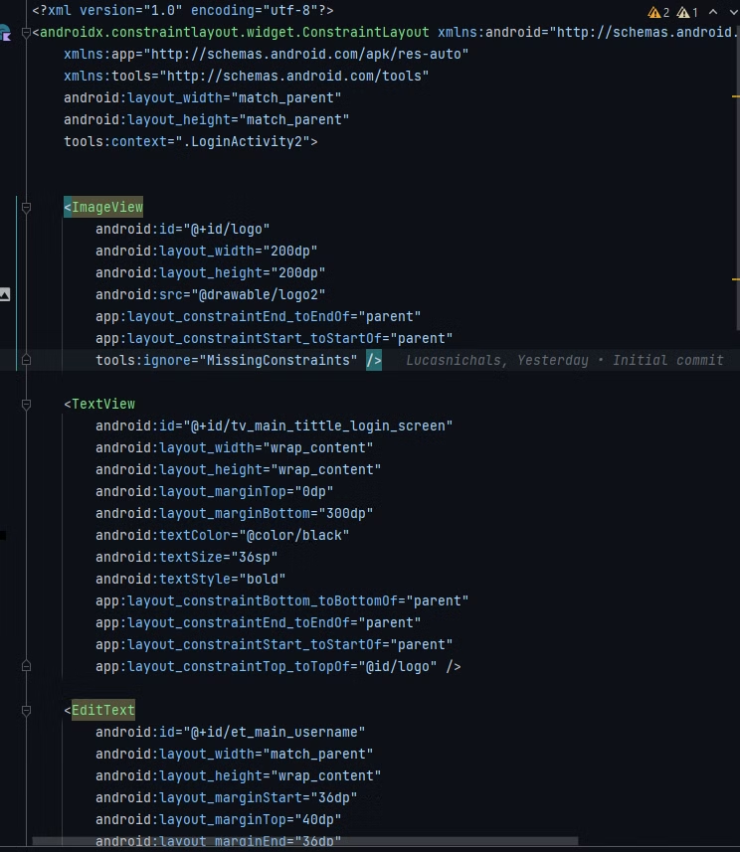 <?xml version="1.0" encoding="utf-8"?>
2 1
<androidx.constraintlayout.widget.ConstraintLayout xmlns:android="http://schemas.android.
xmlns:app="http://schemas.android.com/apk/res-auto"
xmlns:tools="http://schemas.android.com/tools"
android:layout_width="match_parent"
android:layout_height="match_parent"
tools:context=".LoginActivity2">
<ImageView
android:id="@+id/logo"
android:layout_width="200dp"
android:layout_height="200dp"
android:src="@drawable/logo2"
app:layout_constraintEnd_toEndOf="parent"
app:layout_constraintStart_toStartOf="parent"
tools:ignore="MissingConstraints" /> Lucasnichals, Yesterday • Initial commit
<TextView
android:id="@+id/tv_main_tittle_login_screen"
android:layout_width="wrap_content"
android:layout_height="wrap_content"
android:layout_marginTop="0dp"
android:layout_marginBottom="300dp"
android:textColor="@color/black"
android:textSize="36sp"
android:textStyle="bold"
app:layout_constraintBottom_toBottomOf="parent"
app:layout_constraintEnd_toEndOf="parent"
app:layout_constraintStart_toStartOf="parent"
app:layout_constraintTop_toTopOf="@id/logo" />
<EditText
android:id="@+id/et_main_username"
android:layout_width="match_parent"
android:layout_height="wrap_content"
android:layout_marginStart="36dp"
android:layout_marginTop="40dp"
android:layout_marginEnd="36dp"